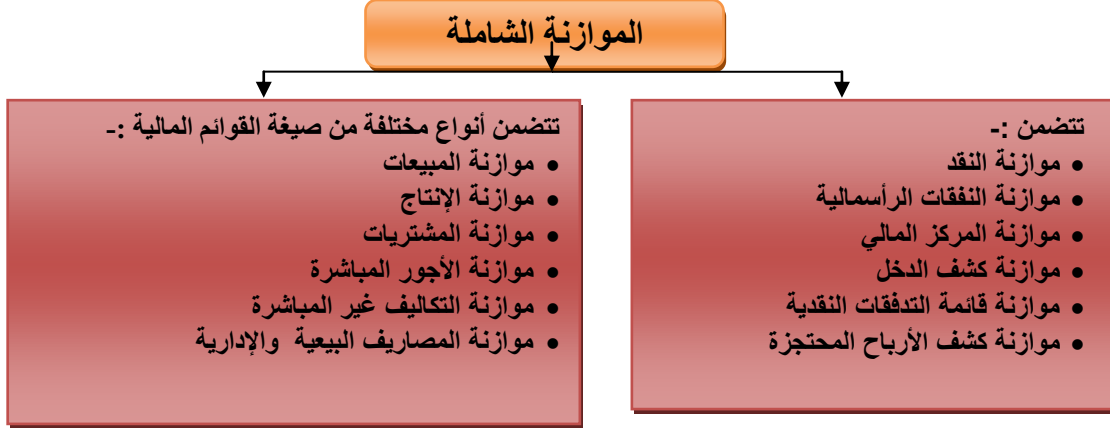 الموازنة الشاملة
تتضمن :-
• موازنة النقد
• موازنة النفقات الرأسمالية
• موازنة المركز المالي
• موازنة كشف الدخل
• موازنة قائمة التدفقات النقدية
• موازنة كشف الأرباح المحتجزة
تتضمن أنواع مختلفة من صيغة القوائم المالية :-
• موازنة المبيعات
• موازنة الإنتاج
• موازنة المشتريات
• موازنة الأجور المباشرة
• موازنة التكاليف غير المباشرة
• موازنة المصاريف البيعية والإدارية